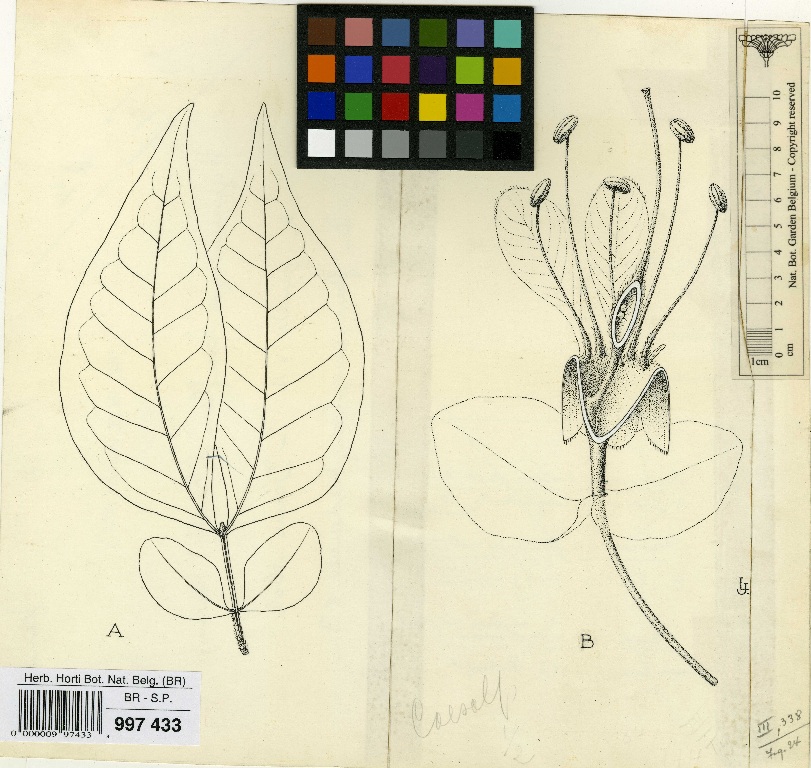 10
9
8
7
6
5
4
3
2
1
0
cm
1cm
Nat. Bot. Garden Belgium - Copyright reserved
A
B
Herb. Horti Bot. Nat. Belg. (BR)
BR - S.P.
997 433
0 000009 97433
III, 338
Fig. 24